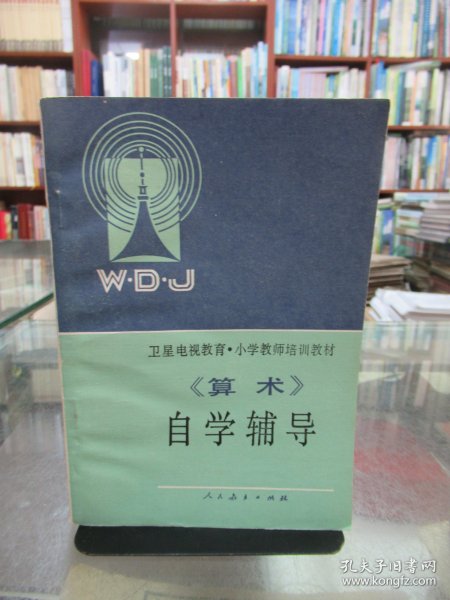 W·D·J
卫星电视教育·小学教师培训教材
《算术》
自学辅导
人民教育出版社
孔夫子旧书网
www.kongfz.com